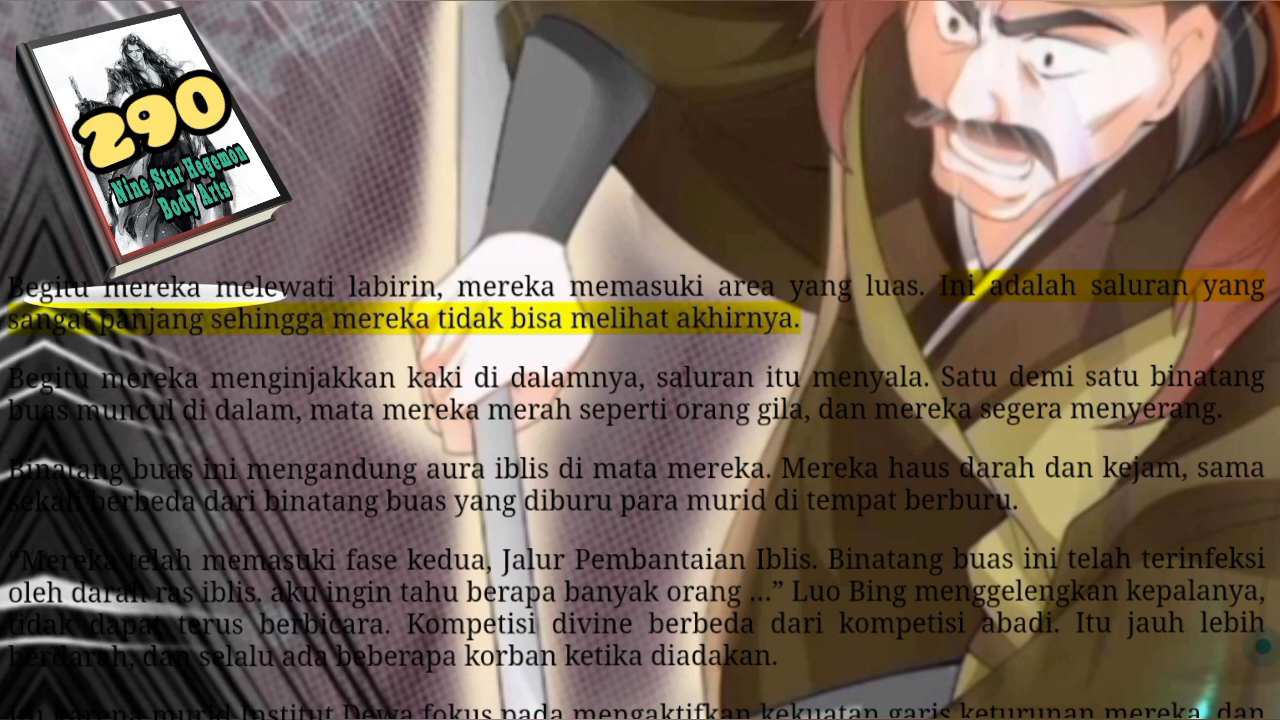 290
Nine Star Hegemon
Body Arts
Begitu mereka melewati labirin, mereka memasuki area yang luas. Ini adalah saluran yang
sangat panjang sehingga mereka tidak bisa melihat akhirnya.
Begitu mereka menginjakkan kaki di dalamnya, saluran itu menyala. Satu demi satu binatang
buas muncul di dalam, mata mereka merah seperti orang gila, dan mereka segera menyerang.
Binatang buas ini mengandung aura iblis di mata mereka. Mereka haus darah dan kejam, sama
sekali berbeda dari binatang buas yang diburu para murid di tempat berburu.
“Mereka telah memasuki fase kedua, Jalur Pembantaian Iblis. Binatang buas ini telah terinfeksi
oleh darah ras iblis. aku ingin tahu berapa banyak orang ...” Luo Bing menggelengkan kepalanya,
tidak dapat terus berbicara. Kompetisi divine berbeda dari kompetisi abadi. Itu jauh lebih
berdarah, dan selalu ada beberapa korban ketika diadakan.
Ini karena murid Institut Dewa fokus pada mengaktifkan kekuatan garis keturunan mereka, dan